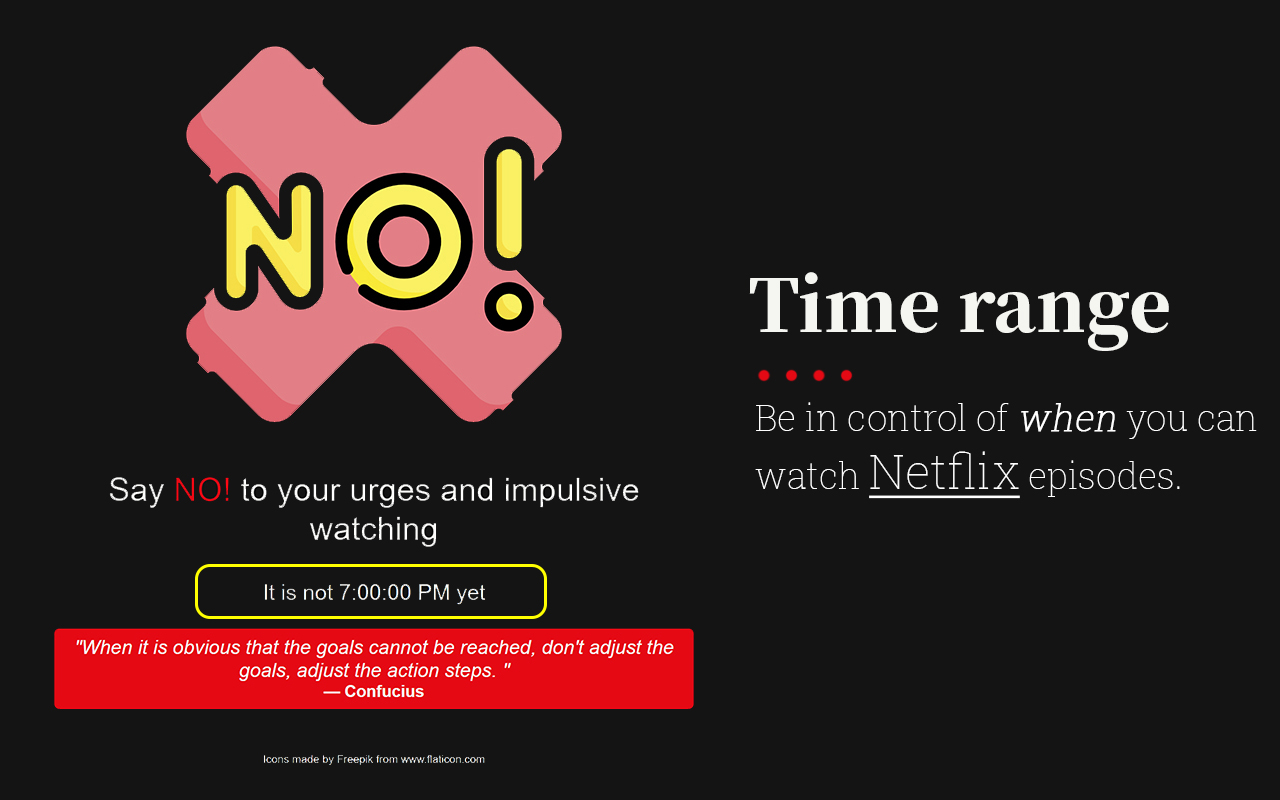 NO!
Say NO! to your urges and impulsive
watching
It is not 7:00:00 PM yet
"When it is obvious that the goals cannot be reached, don't adjust the
goals, adjust the action steps. "
— Confucius
Icons made by Freepik from www.flaticon.com
Time range
Be in control of when you can
watch Netflix episodes.